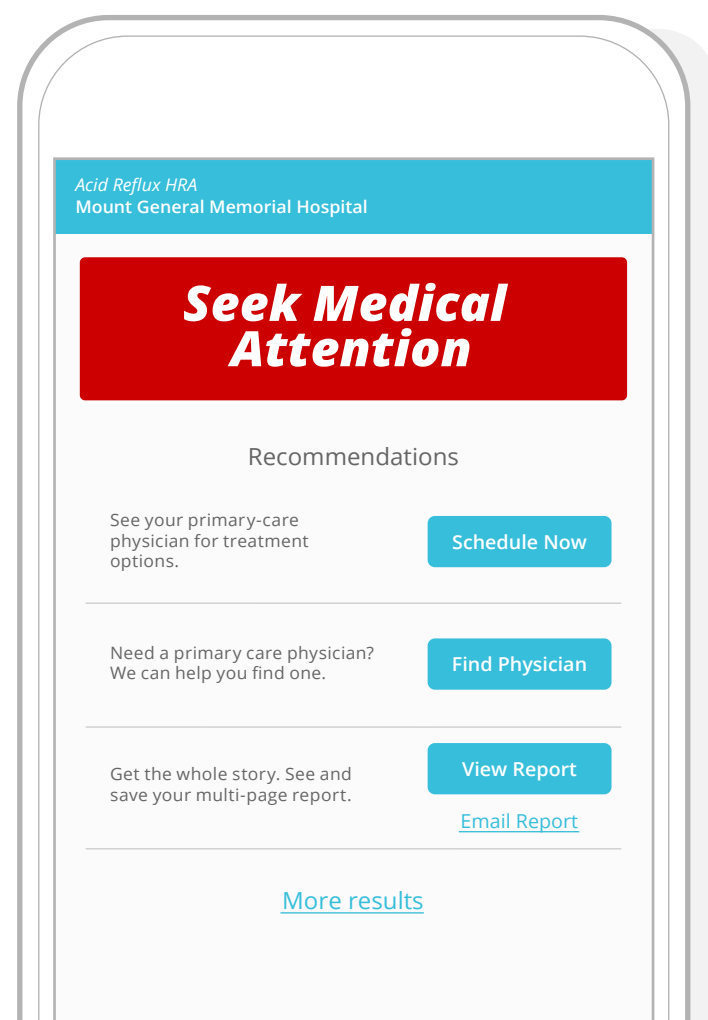 Acid Reflux HRA
Mount General Memorial Hospital
Seek Medical
Attention
Recommendations
See your primary-care
physician for treatment
options.
Schedule Now
Need a primary care physician?
We can help you find one.
Find Physician
Get the whole story. See and
save your multi-page report.
View Report
Email Report
More results